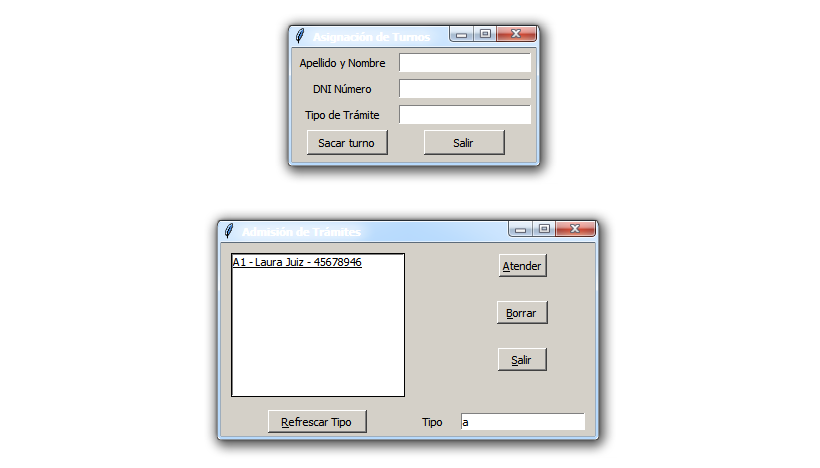 Asignación de Turnos
Apellido y Nombre
DNI Número
Tipo de Trámite
Sacar turno Salir
Admisión de Trámites
A1 - Laura Juiz - 45678946
Atender
Borrar
Salir
Refrescar Tipo Tipo a